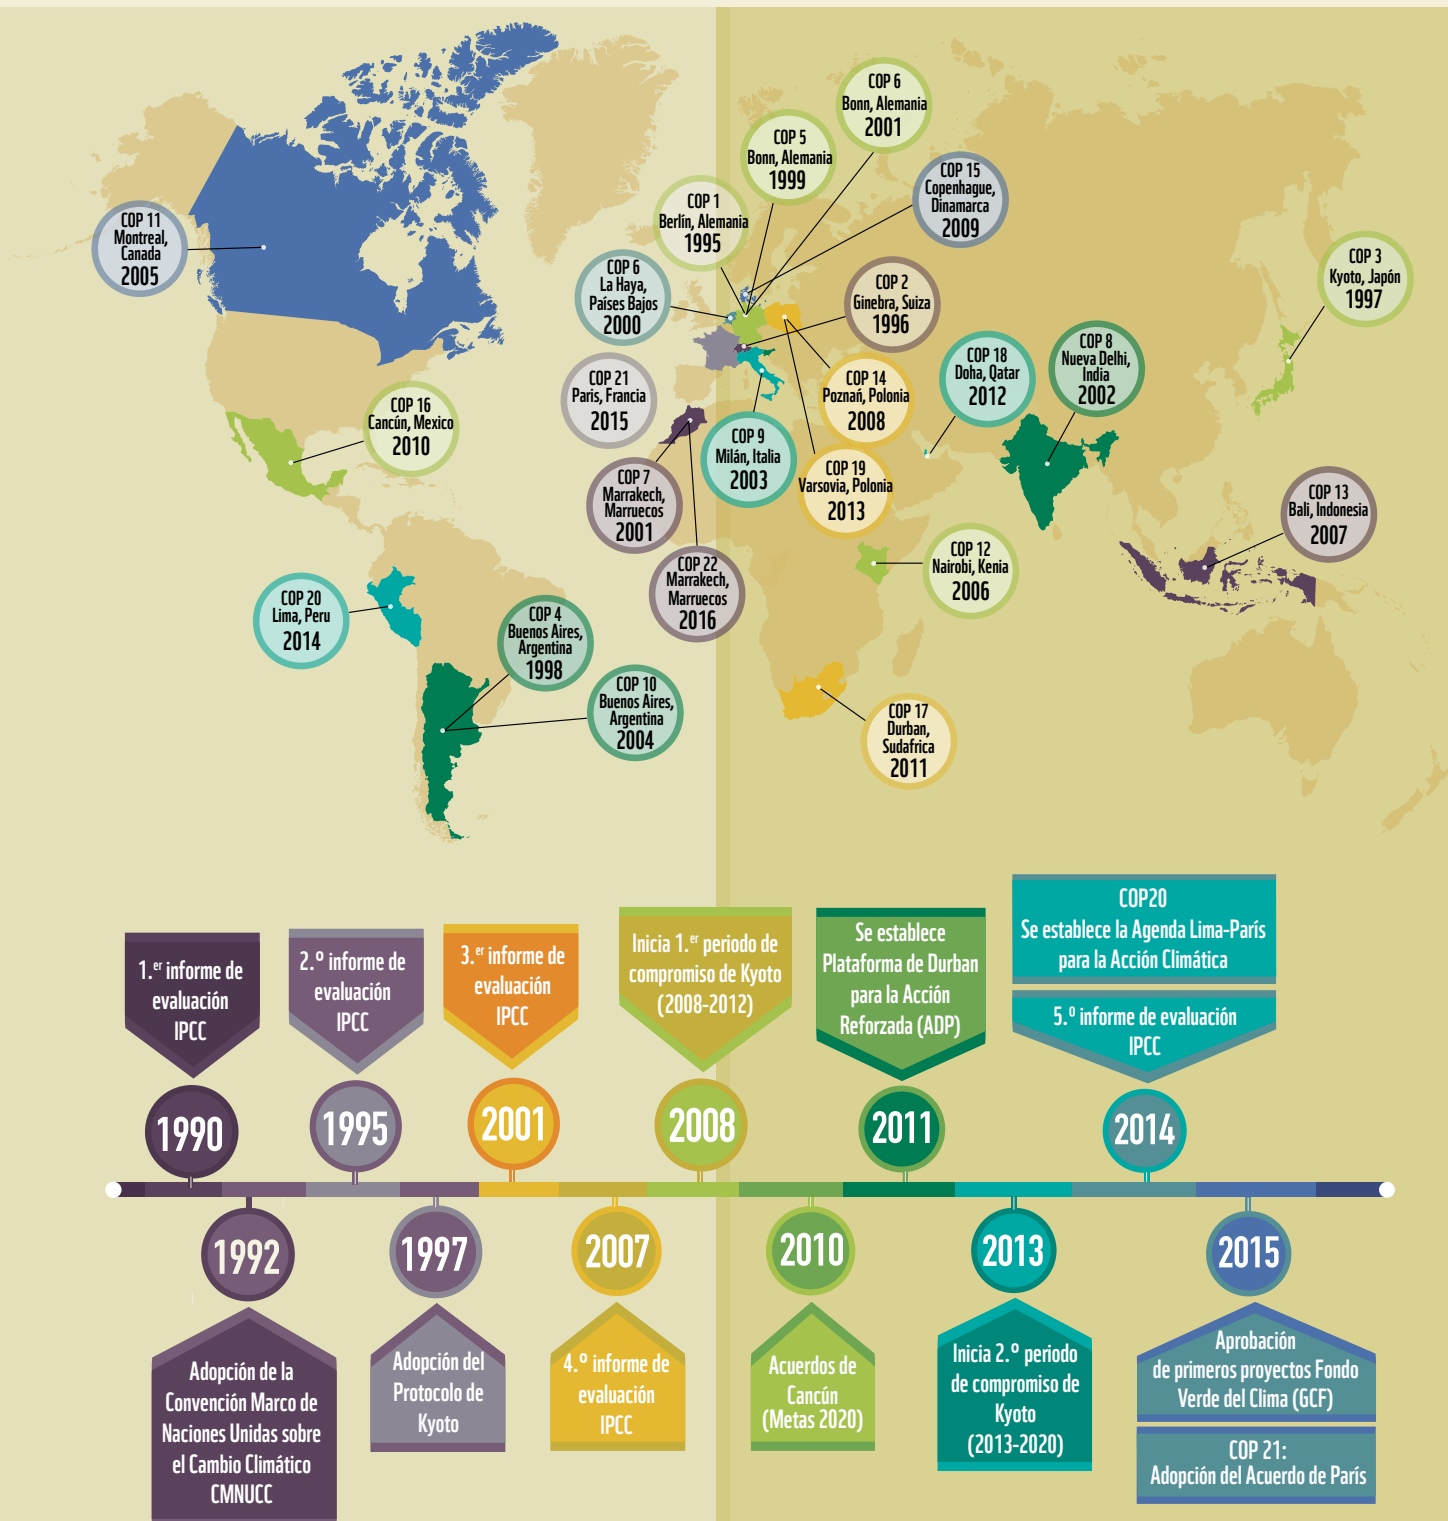 COP 6
Bonn, Alemania
2001
COP 5
Bonn, Alemania
1999
COP 15
Copenhague,
Dinamarca
2009
COP 1
Berlín, Alemania
1995
COP 11
Montreal,
Canada
2005
COP 6
La Haya,
Países Bajos
2000
COP 2
Ginebra, Suiza
1996
COP 3
Kyoto, Japón
1997
COP 18
Doha, Qatar
2012
COP 8
Nueva Delhi,
India
2002
COP 21
Paris, Francia
2015
COP 14
Poznań, Polonia
2008
COP 16
Cancún, Mexico
2010
COP 9
Milán, Italia
2003
COP 19
Varsovia, Polonia
2013
COP 7
Marrakech,
Marruecos
2001
COP 13
Bali, Indonesia
2007
COP 12
Nairobi, Kenia
2006
COP 22
Marrakech,
Marruecos
2016
COP 20
Lima, Peru
2014
COP 4
Buenos Aires,
Argentina
1998
COP 10
Buenos Aires,
Argentina
2004
COP 17
Durban,
Sudafrica
2011
1.er informe de
evaluación
IPCC
2.º informe de
evaluación
IPCC
3.er informe de
evaluación
IPCC
Inicia 1.er periodo de
compromiso de Kyoto
(2008-2012)
Se establece
Plataforma de Durban
para la Acción
Reforzada (ADP)
COP20
Se establece la Agenda Lima-París
para la Acción Climática
5.º informe de evaluación
IPCC
1990
1995
2001
2008
2011
2014
1992
1997
2007
2010
2013
2015
Adopción de la
Convención Marco de
Naciones Unidas sobre
el Cambio Climático
CMNUCC
Adopción del
Protocolo de
Kyoto
4.º informe de
evaluación
IPCC
Acuerdos de
Cancún
(Metas 2020)
Inicia 2.º periodo
de compromiso de
Kyoto
(2013-2020)
Aprobación
de primeros proyectos Fondo
Verde del Clima (GCF)
COP 21:
Adopción del Acuerdo de París